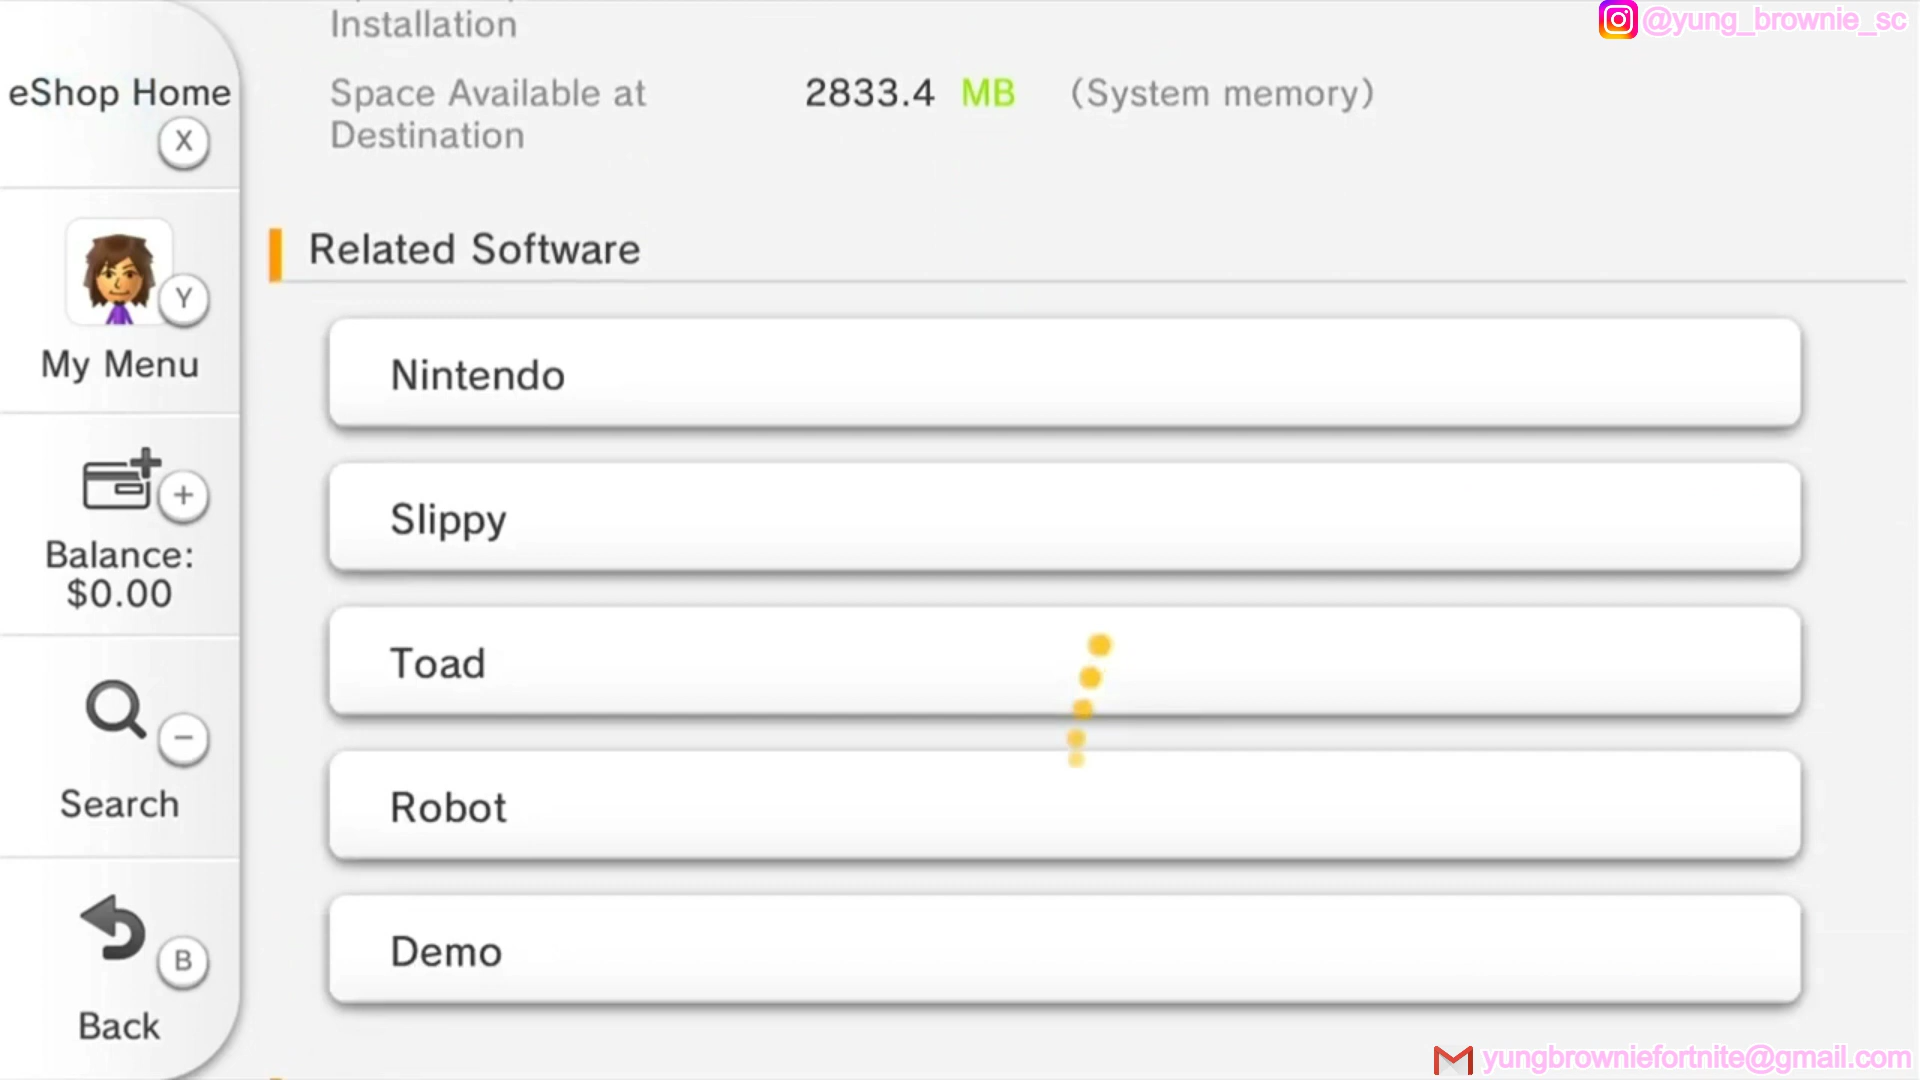 Installation
@yung_brownie_sc
eShop Home
X
Space Available at
Destination
2833.4 MB (System memory)
Related Software
Y
My Menu
Nintendo
Slippy
+
Balance:
$0.00
Toad
−
Search
Robot
Demo
B
Back
yungbrowniefortnite@gmail.com